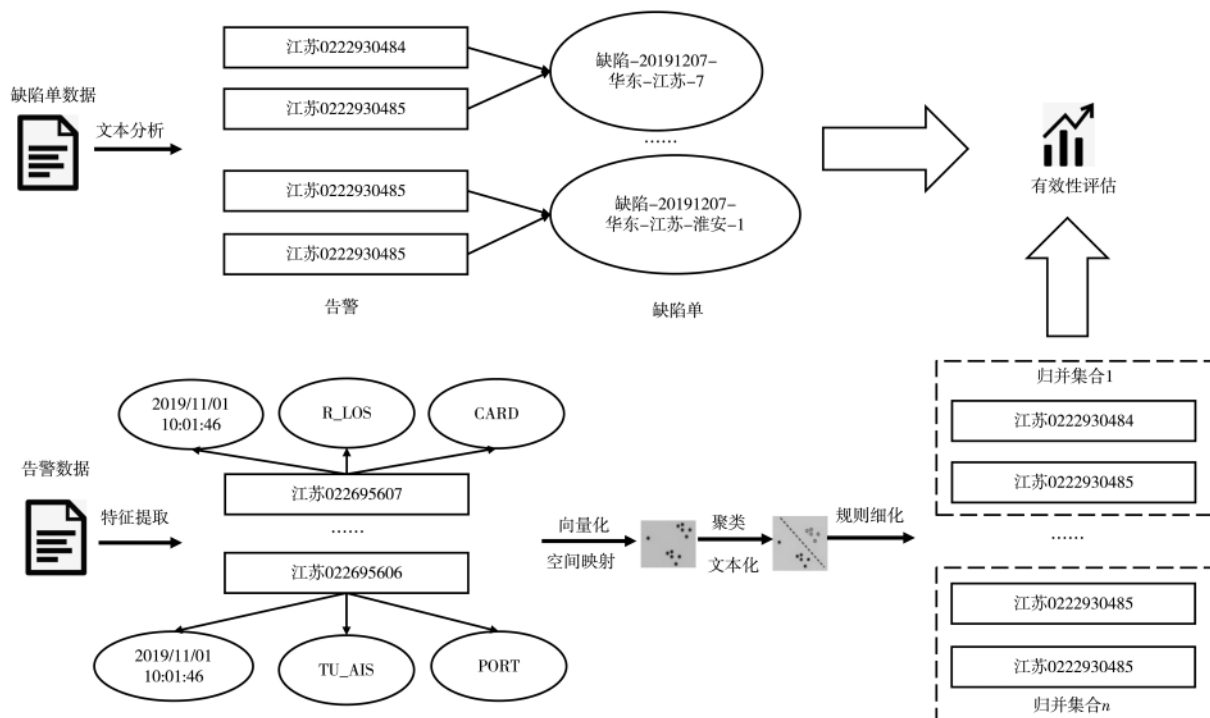 缺陷单数据
文本分析
江苏0222930484
江苏0222930485
江苏0222930485
江苏0222930485
告警
缺陷-20191207-
华东-江苏-7
……
缺陷-20191207-
华东-江苏-淮安-1
缺陷单
有效性评估
告警数据
特征提取
2019/11/01
10:01:46
R_LOS
CARD
江苏022695607
……
江苏022695606
2019/11/01
10:01:46
TU_AIS
PORT
向量化
空间映射
聚类
文本化
规则细化
归并集合1
江苏0222930484
江苏0222930485
……
江苏0222930485
江苏0222930485
归并集合n